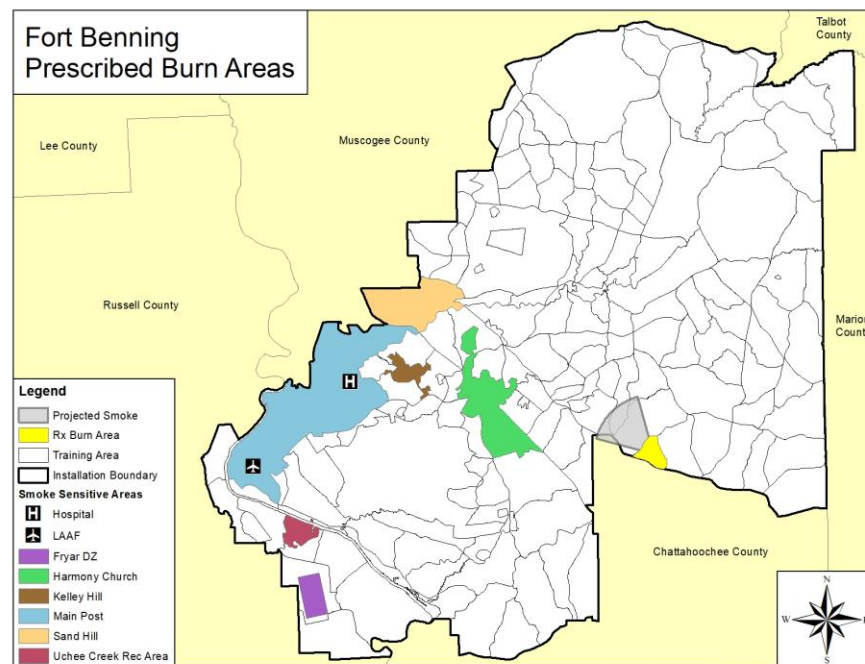 Fort Benning
Prescribed Burn Areas
Talbot
County
Lee County
Muscogee County
Russell County
Marion
County
Chattahoochee County
H
Legend
Projected Smoke
Rx Burn Area
Training Area
Installation Boundary
Smoke Sensitive Areas
H Hospital
LAAF
Fryar DZ
Harmony Church
Kelley Hill
Main Post
Sand Hill
Uchee Creek Rec Area
N
W E
S